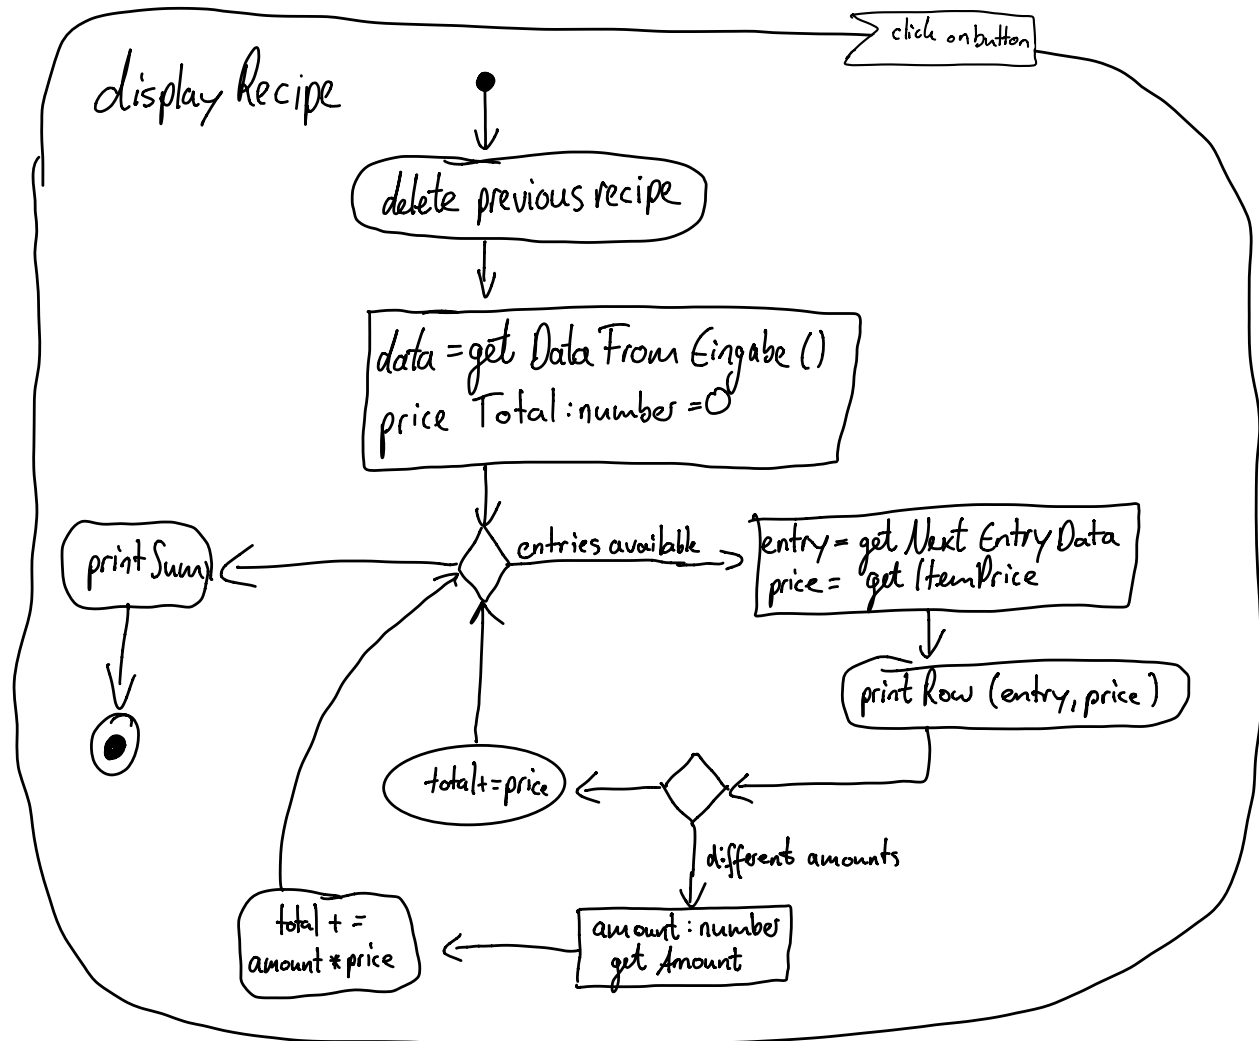 click on button
display Recipe
delete previous recipe
data = get Data From Eingabe ()
price Total : number = 0
entries available
entry = get Next Entry Data
price = get ItemPrice
print Sum
print Row (entry, price)
total += price
different amounts
total + =
amount * price
amount : number
get Amount